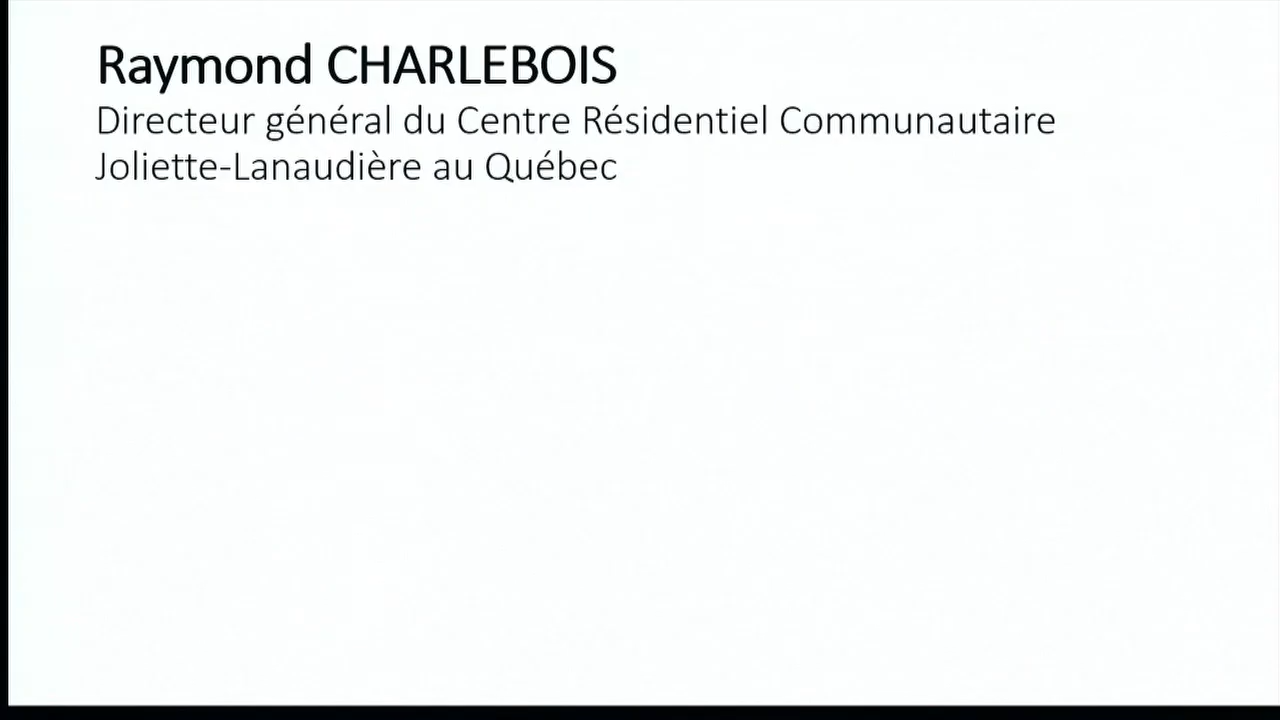 Raymond CHARLEBOIS
Directeur général du Centre Résidentiel Communautaire
Joliette-Lanaudière au Québec